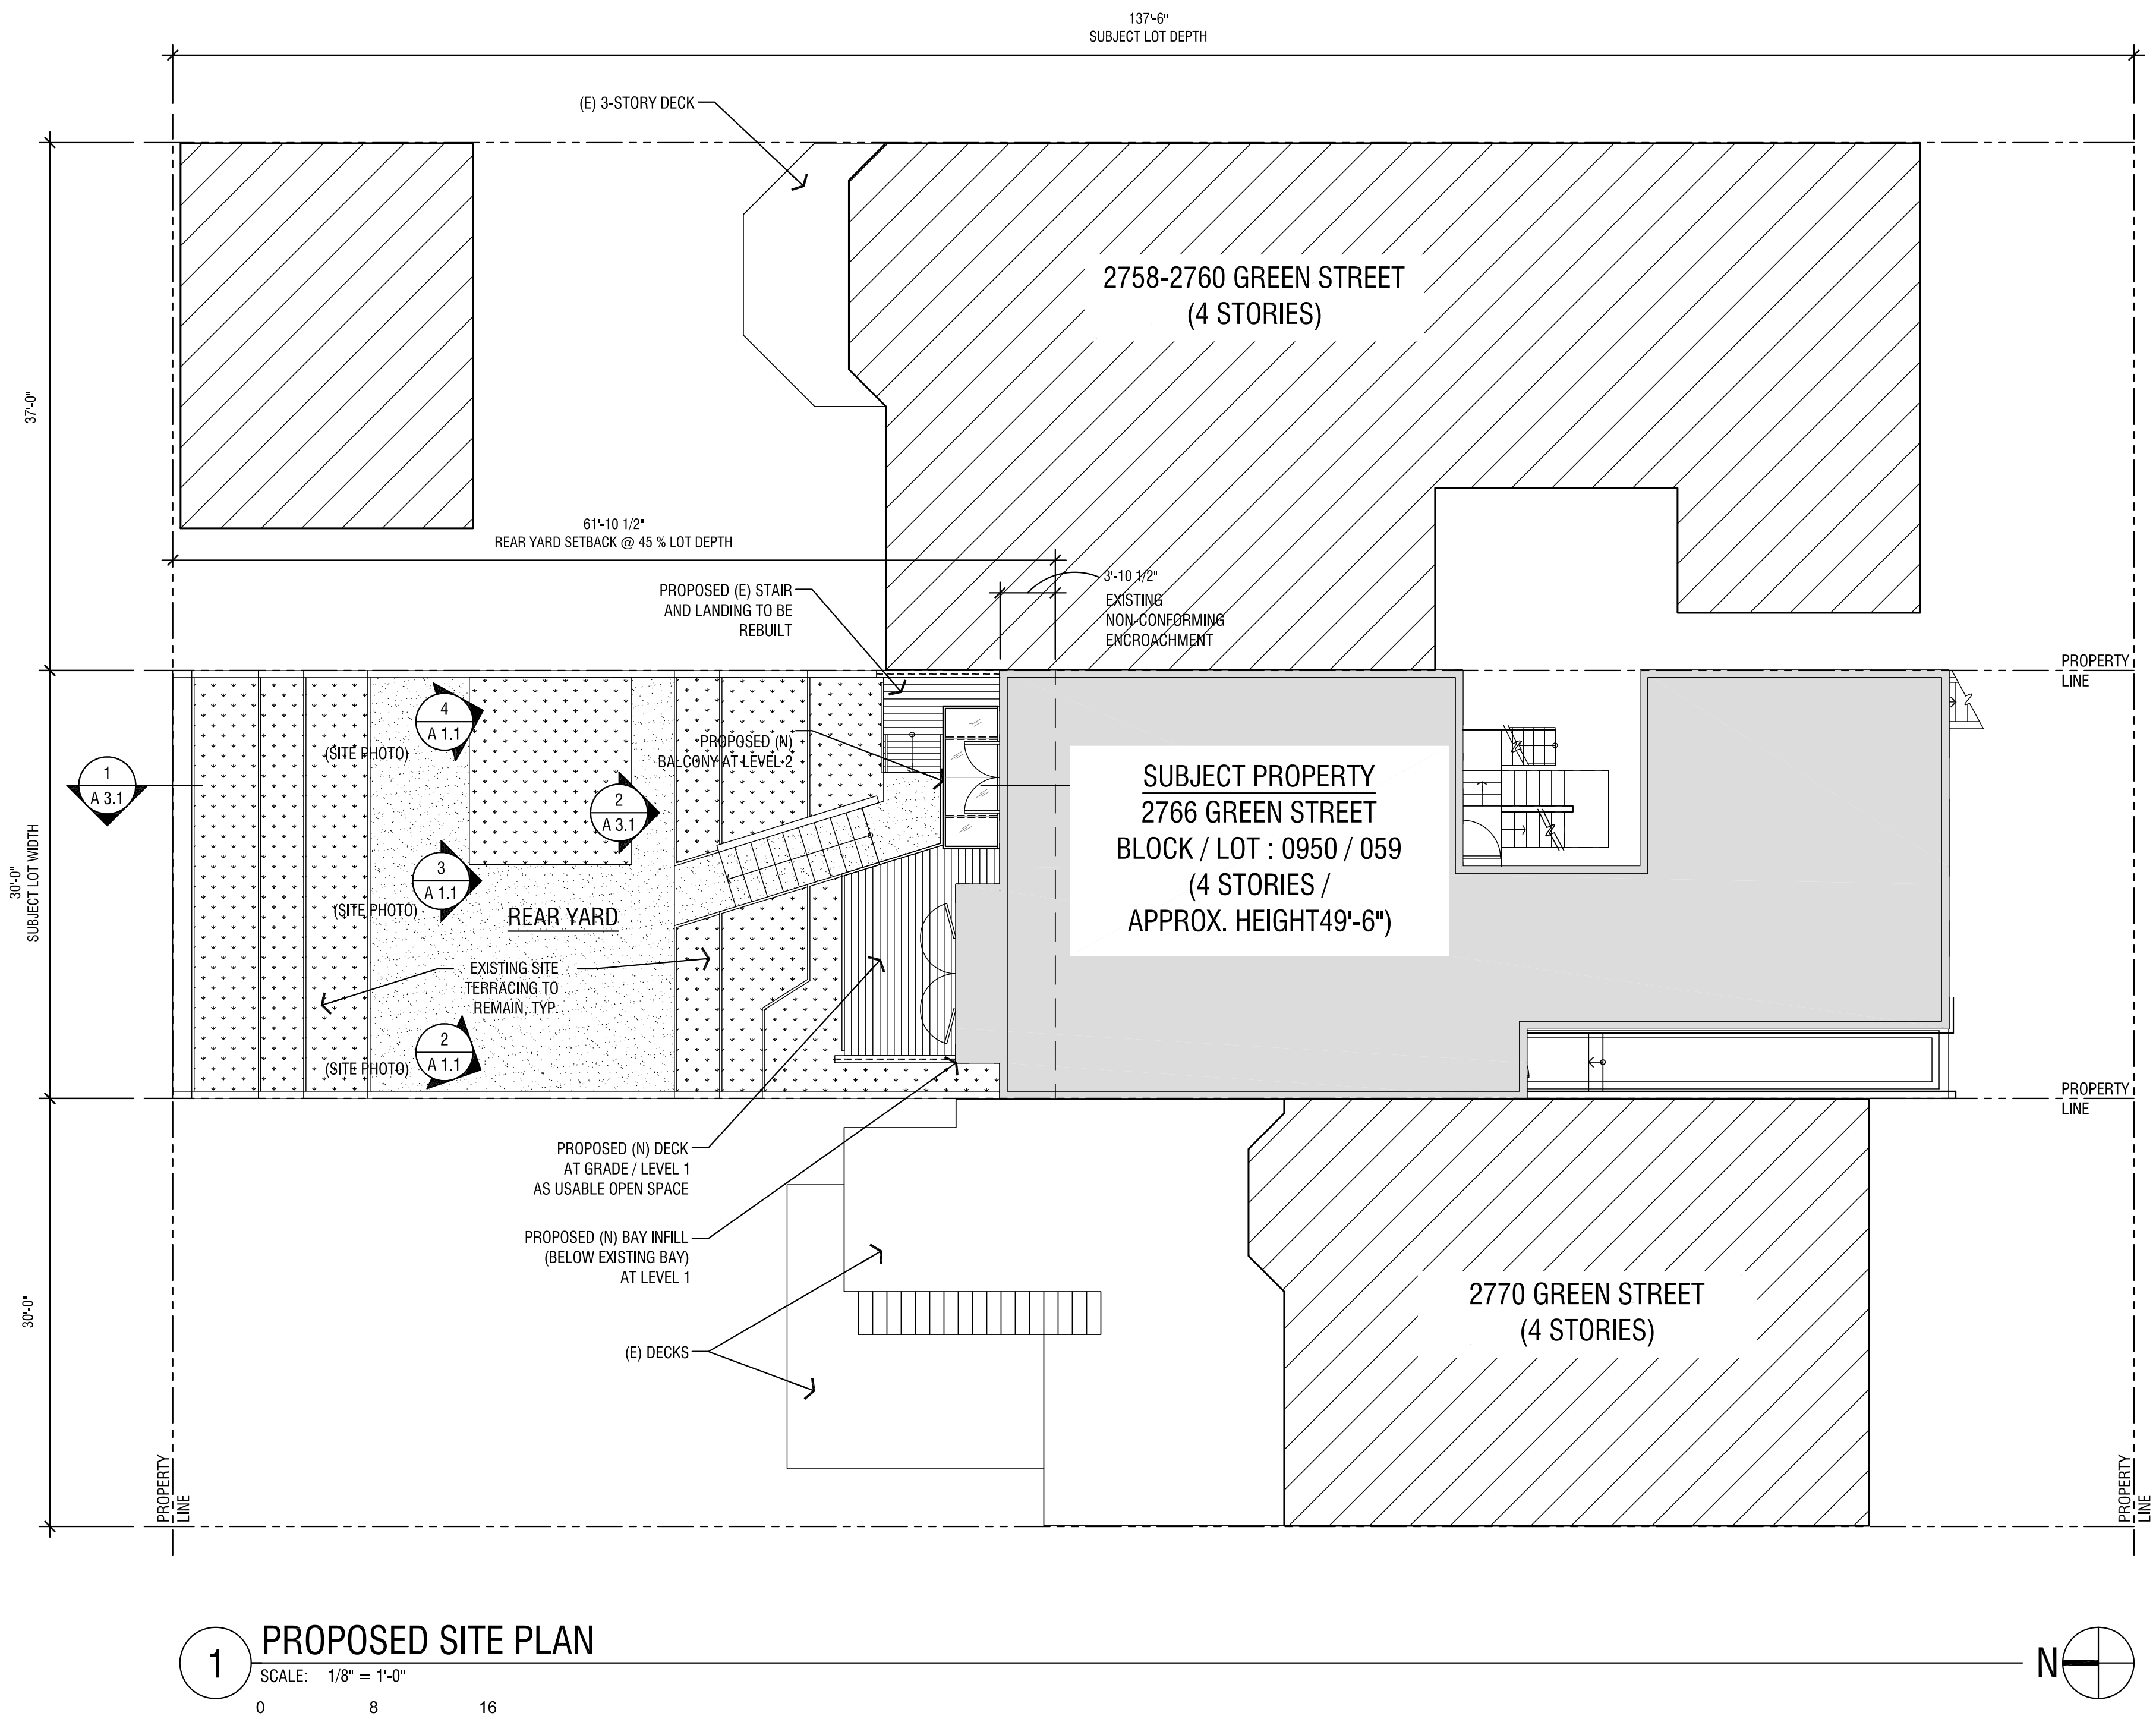 137'-6"
SUBJECT LOT DEPTH
(E) 3-STORY DECK
2758-2760 GREEN STREET
(4 STORIES)
37'-0"
61'-10 1/2"
REAR YARD SETBACK @ 45 % LOT DEPTH
3'-10 1/2"
EXISTING
NON-CONFORMING
ENCROACHMENT
PROPOSED (E) STAIR
AND LANDING TO BE
REBUILT
PROPERTY
LINE
4
A 1.1
(SITE PHOTO)
PROPOSED (N)
BALCONY AT LEVEL 2
1
A 3.1
2
A 3.1
SUBJECT PROPERTY
2766 GREEN STREET
BLOCK / LOT : 0950 / 059
(4 STORIES /
APPROX. HEIGHT49'-6")
30'-0"
SUBJECT LOT WIDTH
3
A 1.1
(SITE PHOTO)
REAR YARD
EXISTING SITE
TERRACING TO
REMAIN, TYP.
2
A 1.1
(SITE PHOTO)
PROPERTY
LINE
PROPOSED (N) DECK
AT GRADE / LEVEL 1
AS USABLE OPEN SPACE
PROPOSED (N) BAY INFILL
(BELOW EXISTING BAY)
AT LEVEL 1
30'-0"
2770 GREEN STREET
(4 STORIES)
(E) DECKS
PROPERTY
LINE
PROPERTY
LINE
1
PROPOSED SITE PLAN
SCALE: 1/8" = 1'-0"
0 8 16
N